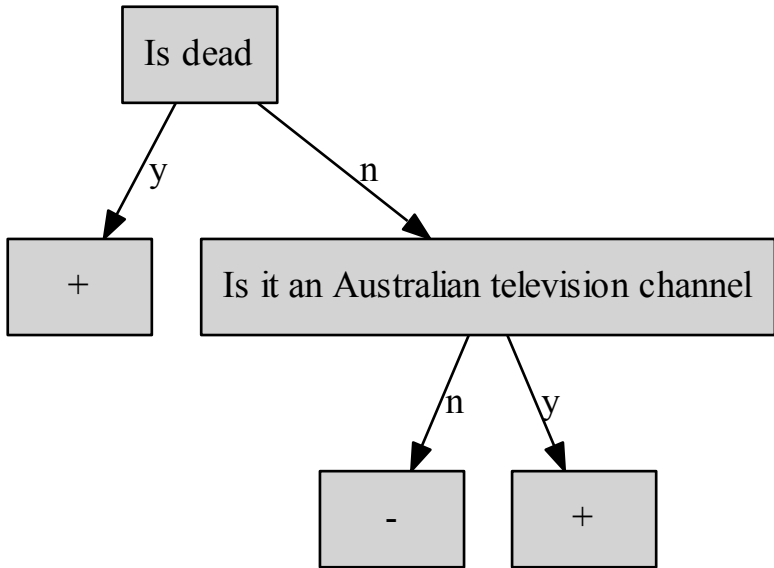 Is dead
y
n
+
Is it an Australian television channel
n
y
-
+